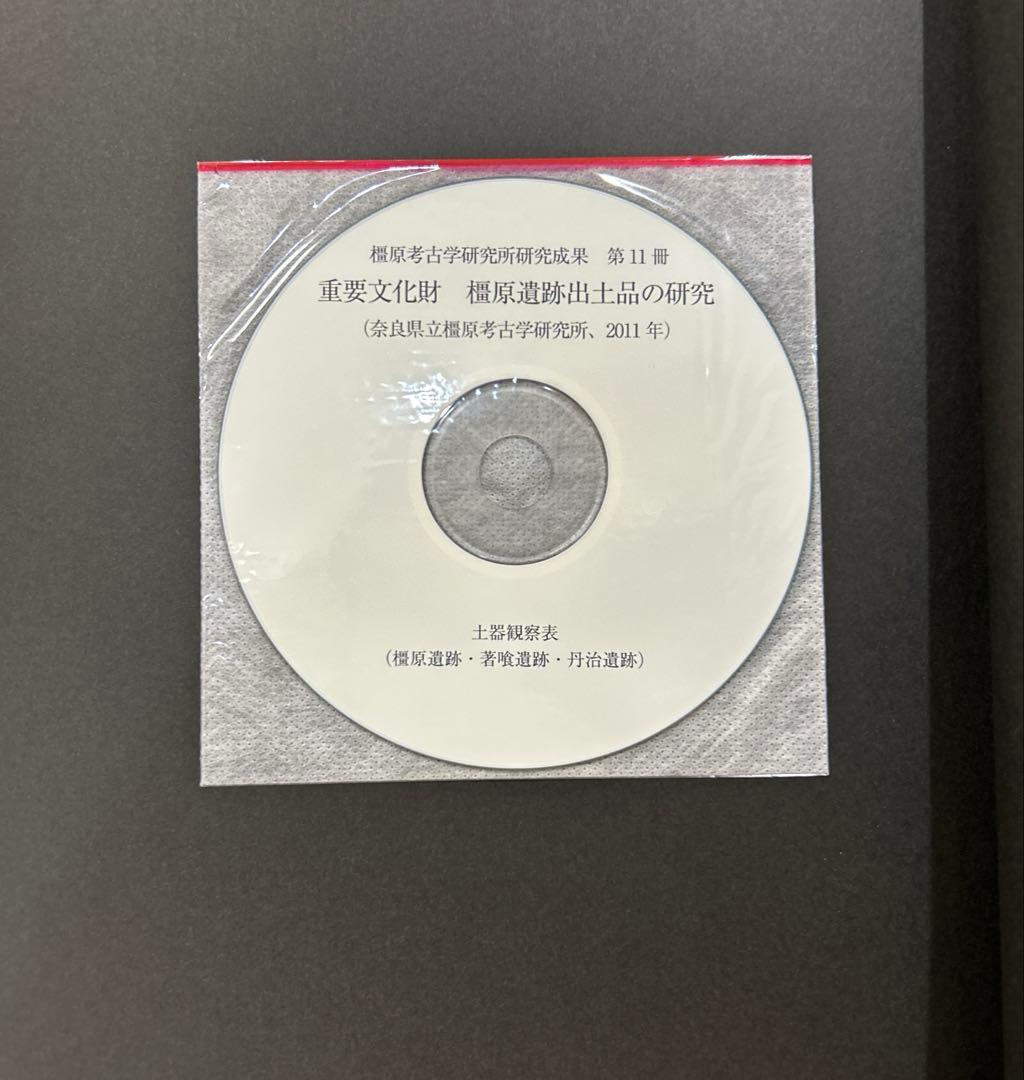 橿原考古学研究所研究成果　第11冊
重要文化財　橿原遺跡出土品の研究
（奈良県立橿原考古学研究所、2011年）
土器観察表
（橿原遺跡・著喰遺跡・丹治遺跡）